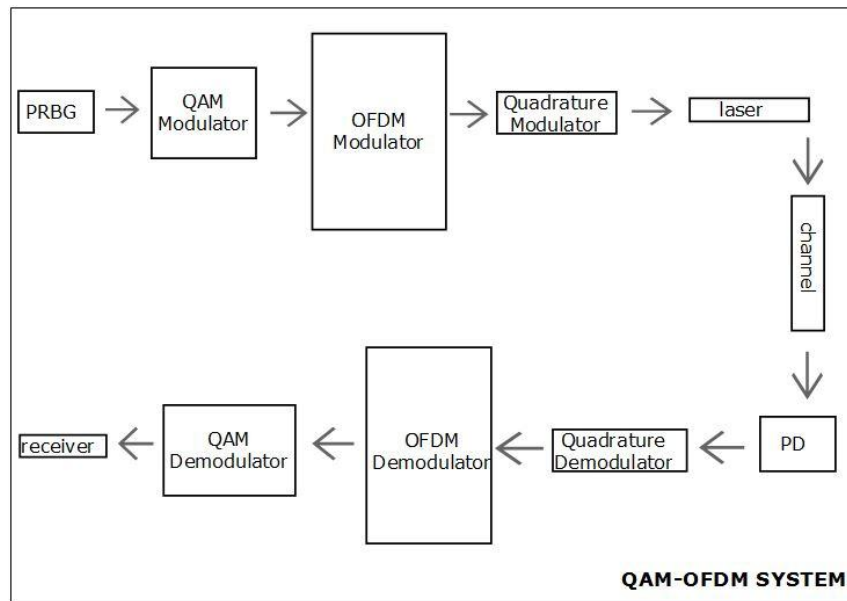 PRBG
QAM
Modulator
OFDM
Modulator
Quadrature
Modulator
laser
channel
PD
Quadrature
Demodulator
OFDM
Demodulator
QAM
Demodulator
receiver
QAM-OFDM SYSTEM